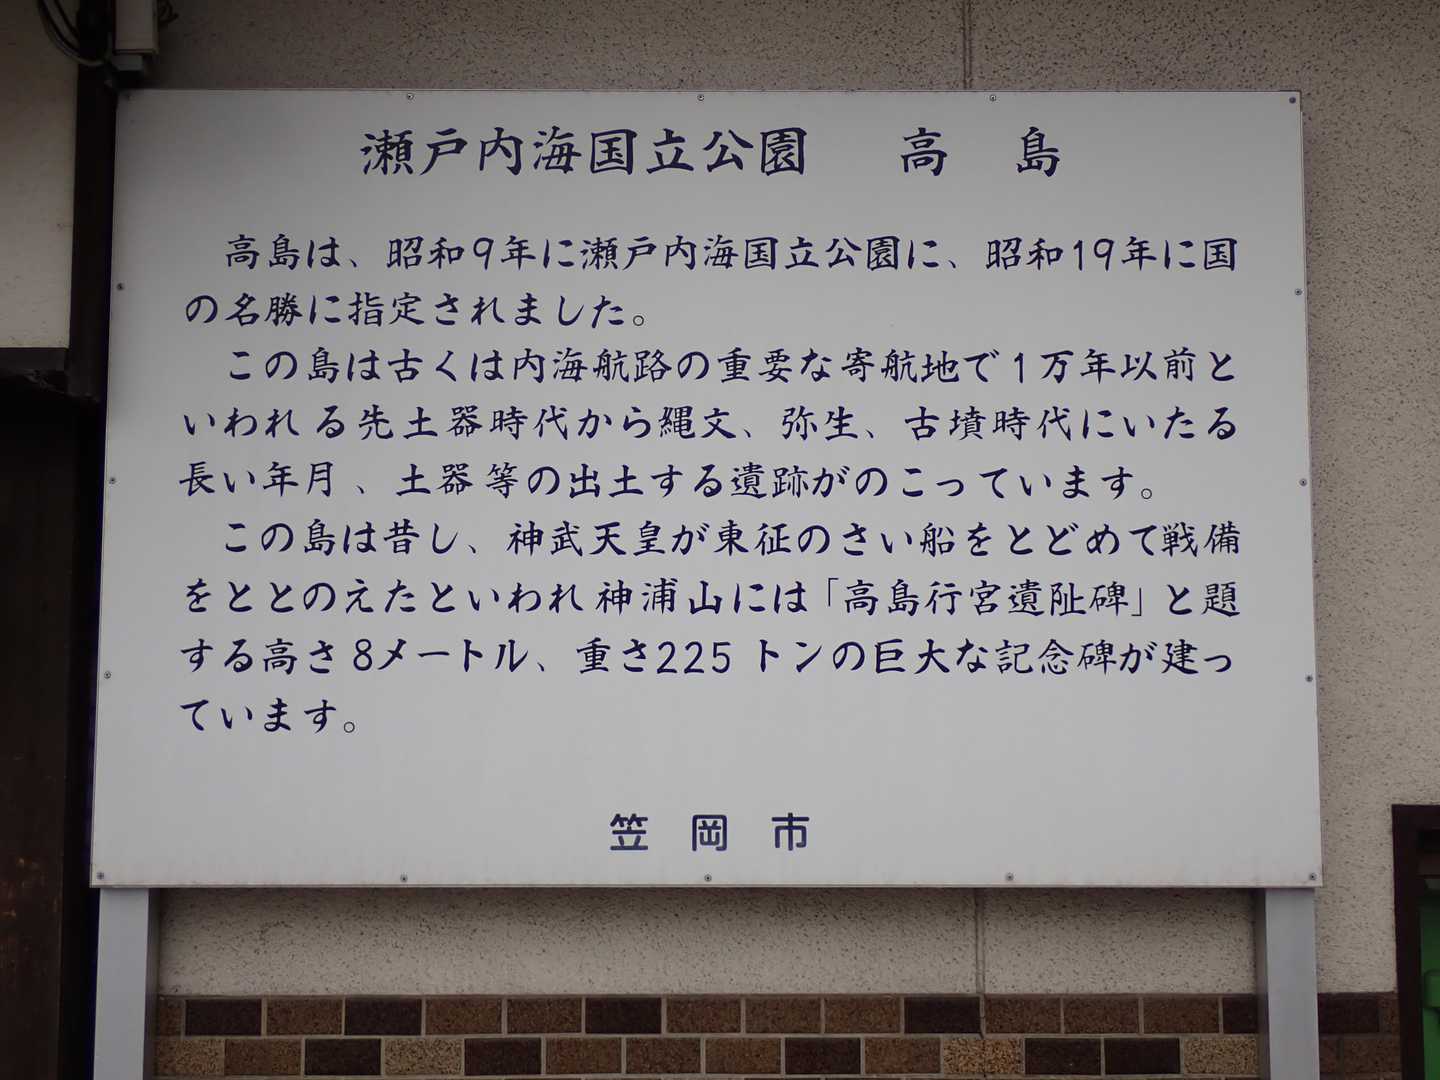 瀬戸内海国立公園　高　島
高島は、昭和9年に瀬戸内海国立公園に、昭和19年に国
の名勝に指定されました。
この島は古くは内海航路の重要な寄航地で1万年以前と
いわれる先土器時代から縄文、弥生、古墳時代にいたる
長い年月、土器等の出土する遺跡がのこっています。
この島は昔し、神武天皇が東征のさい船をとどめて戦備
をととのえたといわれ神浦山には「高島行宮遺阯碑」と題
する高さ8メートル、重さ225トンの巨大な記念碑が建っ
ています。
笠岡市